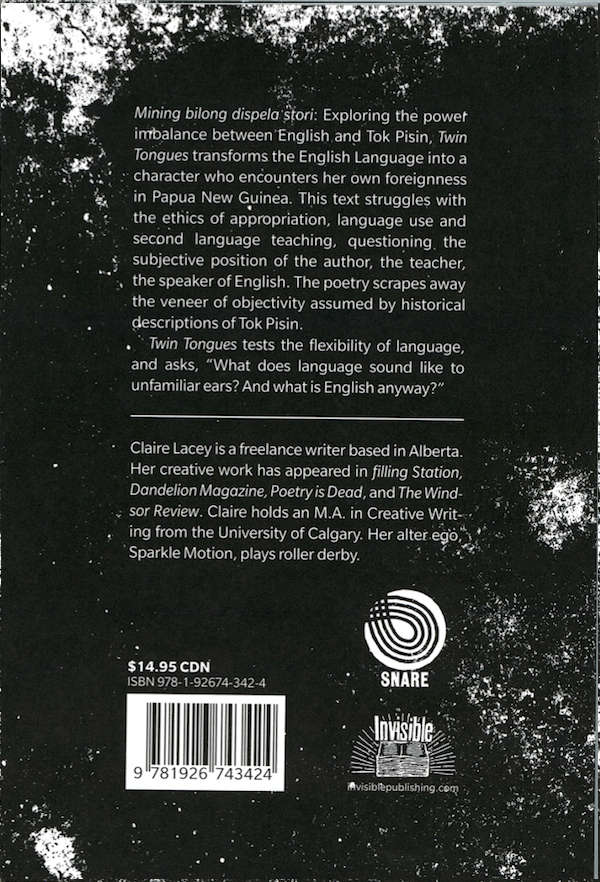 Mining bilong dispela stori: Exploring the power
imbalance between English and Tok Pisin, Twin
Tongues transforms the English Language into a
character who encounters her own foreignness
in Papua New Guinea. This text struggles with
the ethics of appropriation, language use and
second language teaching, questioning the
subjective position of the author, the teacher,
the speaker of English. The poetry scrapes away
the veneer of objectivity assumed by historical
descriptions of Tok Pisin.
Twin Tongues tests the flexibility of language,
and asks, “What does language sound like to
unfamiliar ears? And what is English anyway?”
Claire Lacey is a freelance writer based in Alberta.
Her creative work has appeared in filling Station,
Dandelion Magazine, Poetry is Dead, and The Wind-
sor Review. Claire holds an M.A. in Creative Writ-
ing from the University of Calgary. Her alter ego,
Sparkle Motion, plays roller derby.
SNARE
$14.95 CDN
ISBN 978-1-92674-342-4
9 781926 743424
Invisible
invisiblepublishing.com